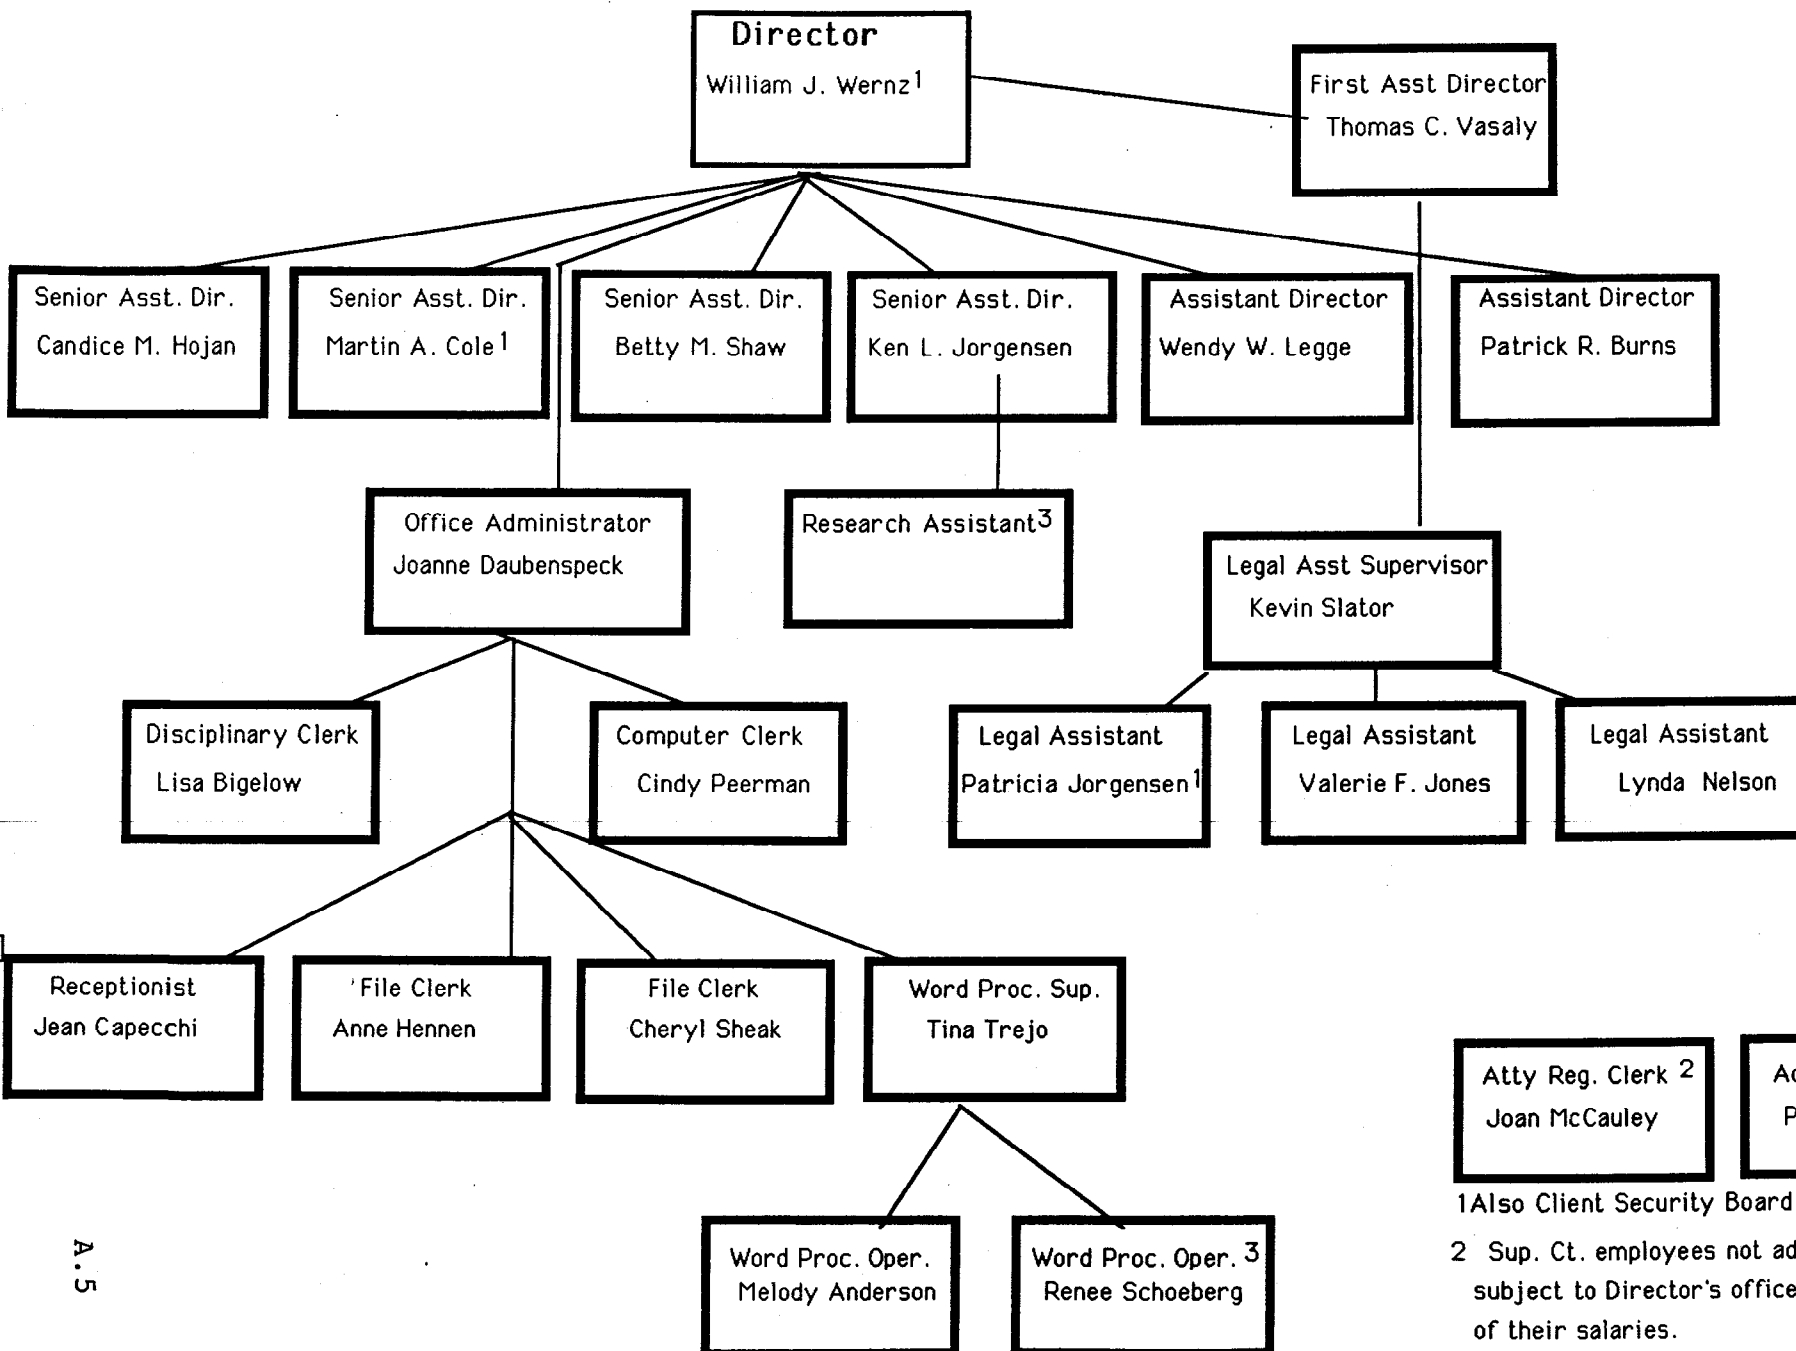 Director
William J. Wernz1
First Asst Director
Thomas C. Vasaly
Senior Asst. Dir.
Candice M. Hojan
Senior Asst. Dir.
Martin A. Cole1
Senior Asst. Dir.
Betty M. Shaw
Senior Asst. Dir.
Ken L. Jorgensen
Assistant Director
Wendy W. Legge
Assistant Director
Patrick R. Burns
Office Administrator
Joanne Daubenspeck
Research Assistant3
Legal Asst Supervisor
Kevin Slator
Disciplinary Clerk
Lisa Bigelow
Computer Clerk
Cindy Peerman
Legal Assistant
Patricia Jorgensen1
Legal Assistant
Valerie F. Jones
Legal Assistant
Lynda Nelson
Receptionist
Jean Capecchi
File Clerk
Anne Hennen
File Clerk
Cheryl Sheak
Word Proc. Sup.
Tina Trejo
Atty Reg. Clerk 2
Joan McCauley
Word Proc. Oper.
Melody Anderson
Word Proc. Oper. 3
Renee Schoeberg
1Also Client Security Board
2 Sup. Ct. employees not ad
subject to Director's office
of their salaries.
A.5